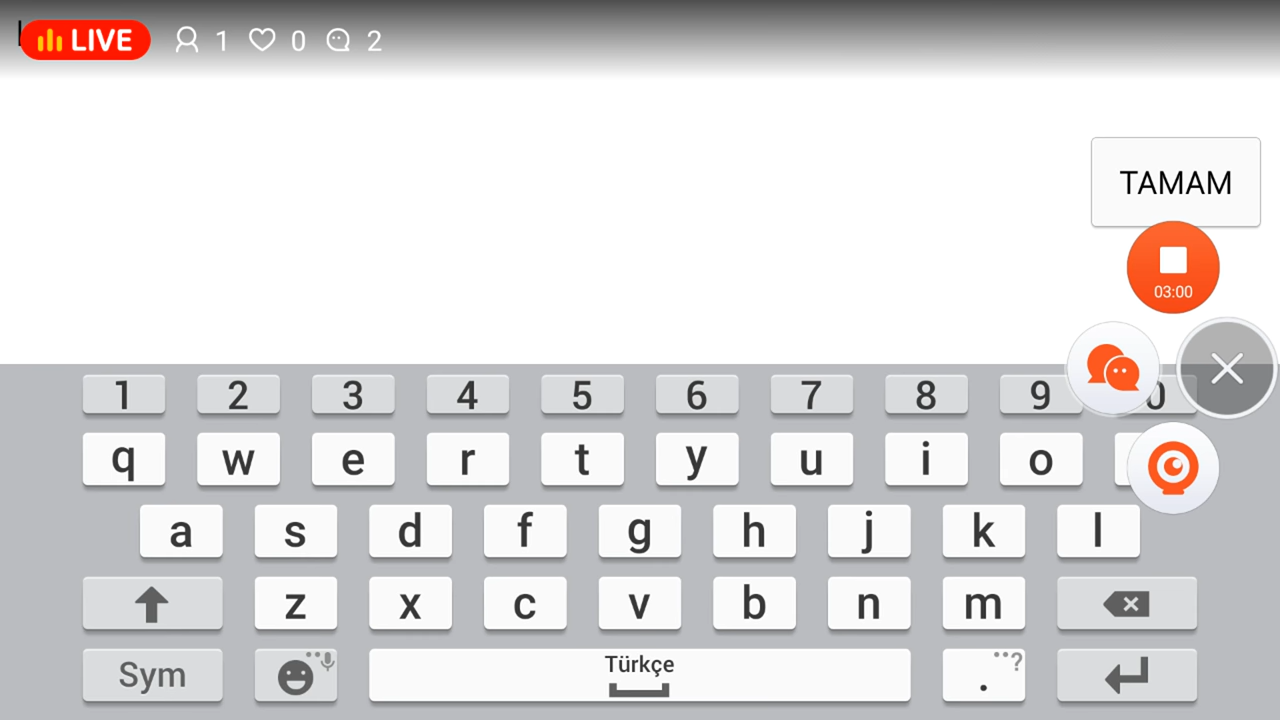 LIVE 1 0 2
TAMAM
03:00
1 2 3 4 5 6 7 8 9 0
q w e r t y u i o
a s d f g h j k l
z x c v b n m
Sym Türkçe . ?